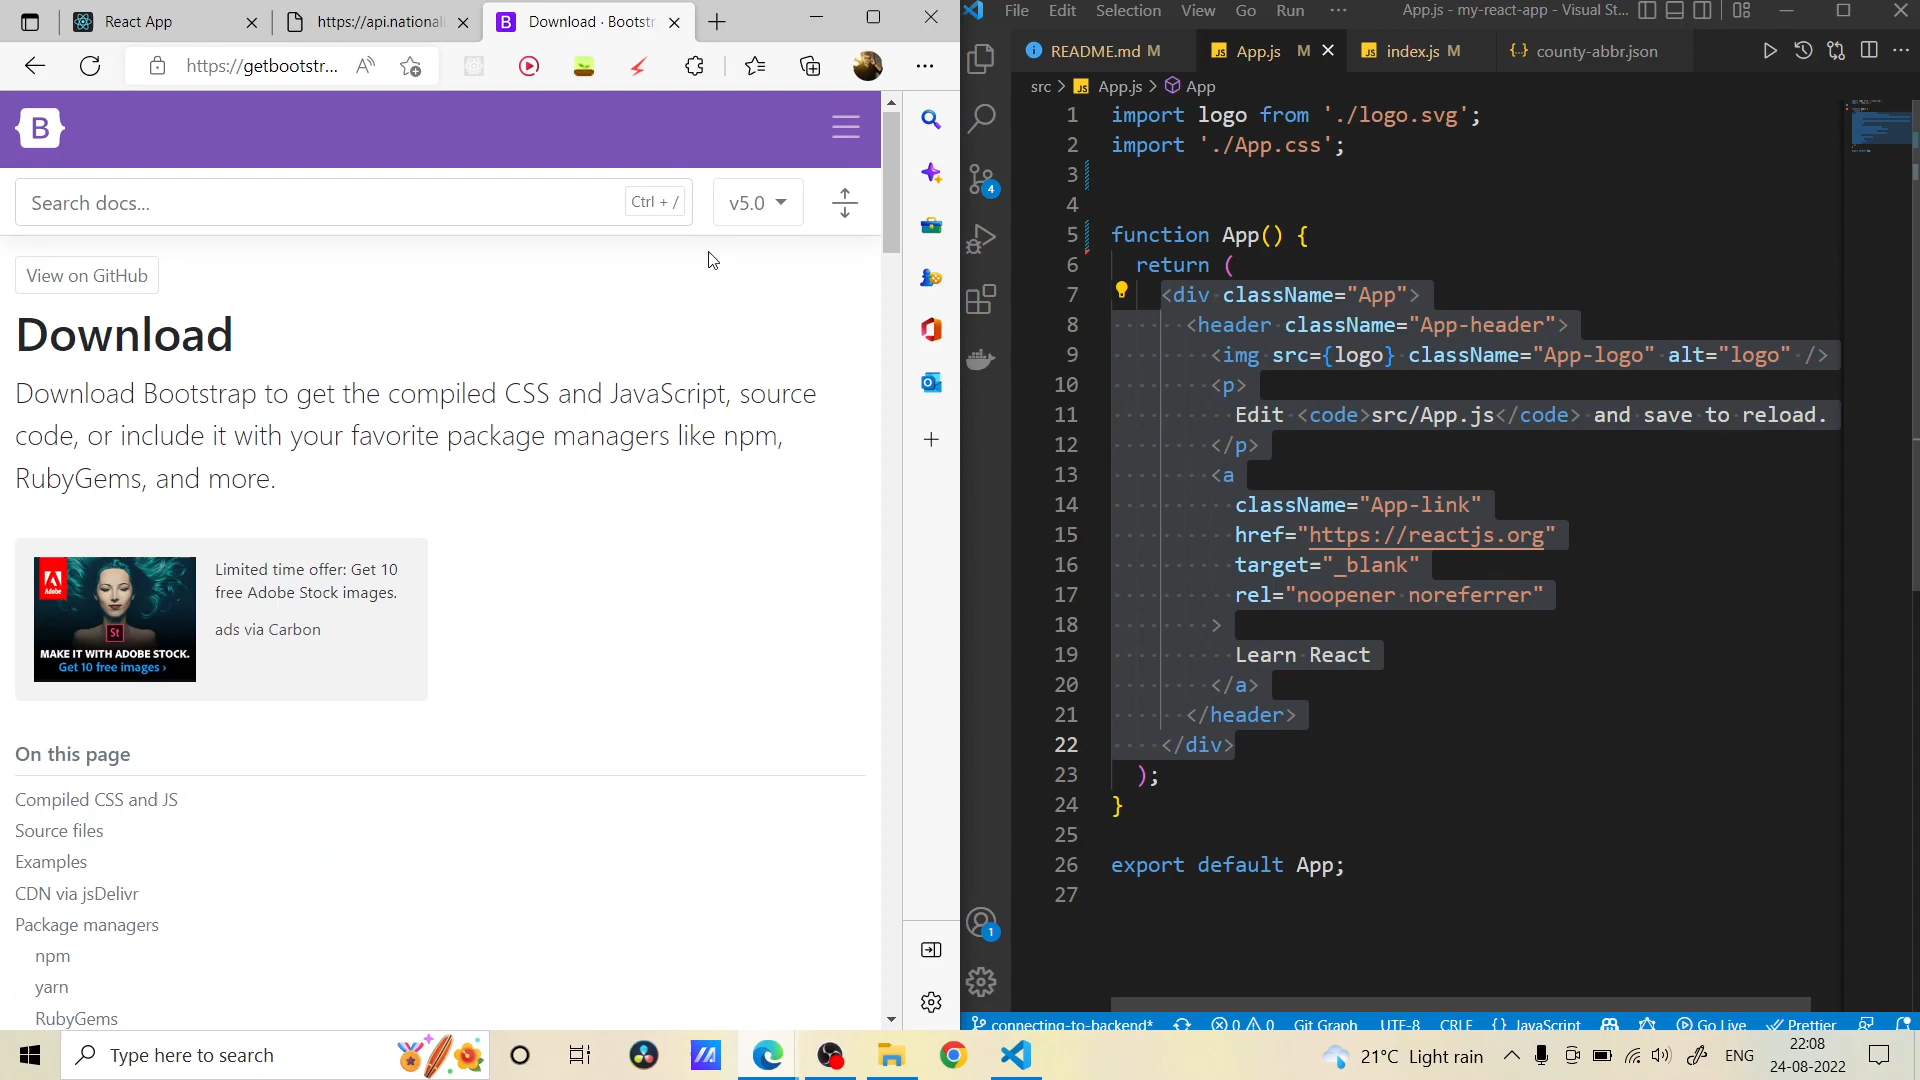 React App
https://api.nationali
Download · Bootstr
https://getbootstr...
B
Search docs...
Ctrl + /
v5.0
View on GitHub
Download
Download Bootstrap to get the compiled CSS and JavaScript, source
code, or include it with your favorite package managers like npm,
RubyGems, and more.
Limited time offer: Get 10
free Adobe Stock images.
ads via Carbon
Adobe
St
MAKE IT WITH ADOBE STOCK.
Get 10 free images ›
On this page
Compiled CSS and JS
Source files
Examples
CDN via jsDelivr
Package managers
npm
yarn
RubyGems
File Edit Selection View Go Run ···
App.js - my-react-app - Visual St...
README.md M
JS App.js M
JS index.js M
{..} county-abbr.json
src > JS App.js > App
4
1
1 import logo from './logo.svg';
2 import './App.css';
3
4
5 function App() {
6 return (
7 <div className="App">
8 <header className="App-header">
9 <img src={logo} className="App-logo" alt="logo" />
10 <p>
11 Edit <code>src/App.js</code> and save to reload.
12 </p>
13 <a
14 className="App-link"
15 href="https://reactjs.org"
16 target="_blank"
17 rel="noopener noreferrer"
18 >
19 Learn React
20 </a>
21 </header>
22 </div>
23 );
24 }
25
26 export default App;
27
connecting-to-backend* 0 0 Git Graph UTF-8 CRLF {} JavaScript Go Live Prettier
Type here to search
21°C Light rain
ENG
22:08
24-08-2022